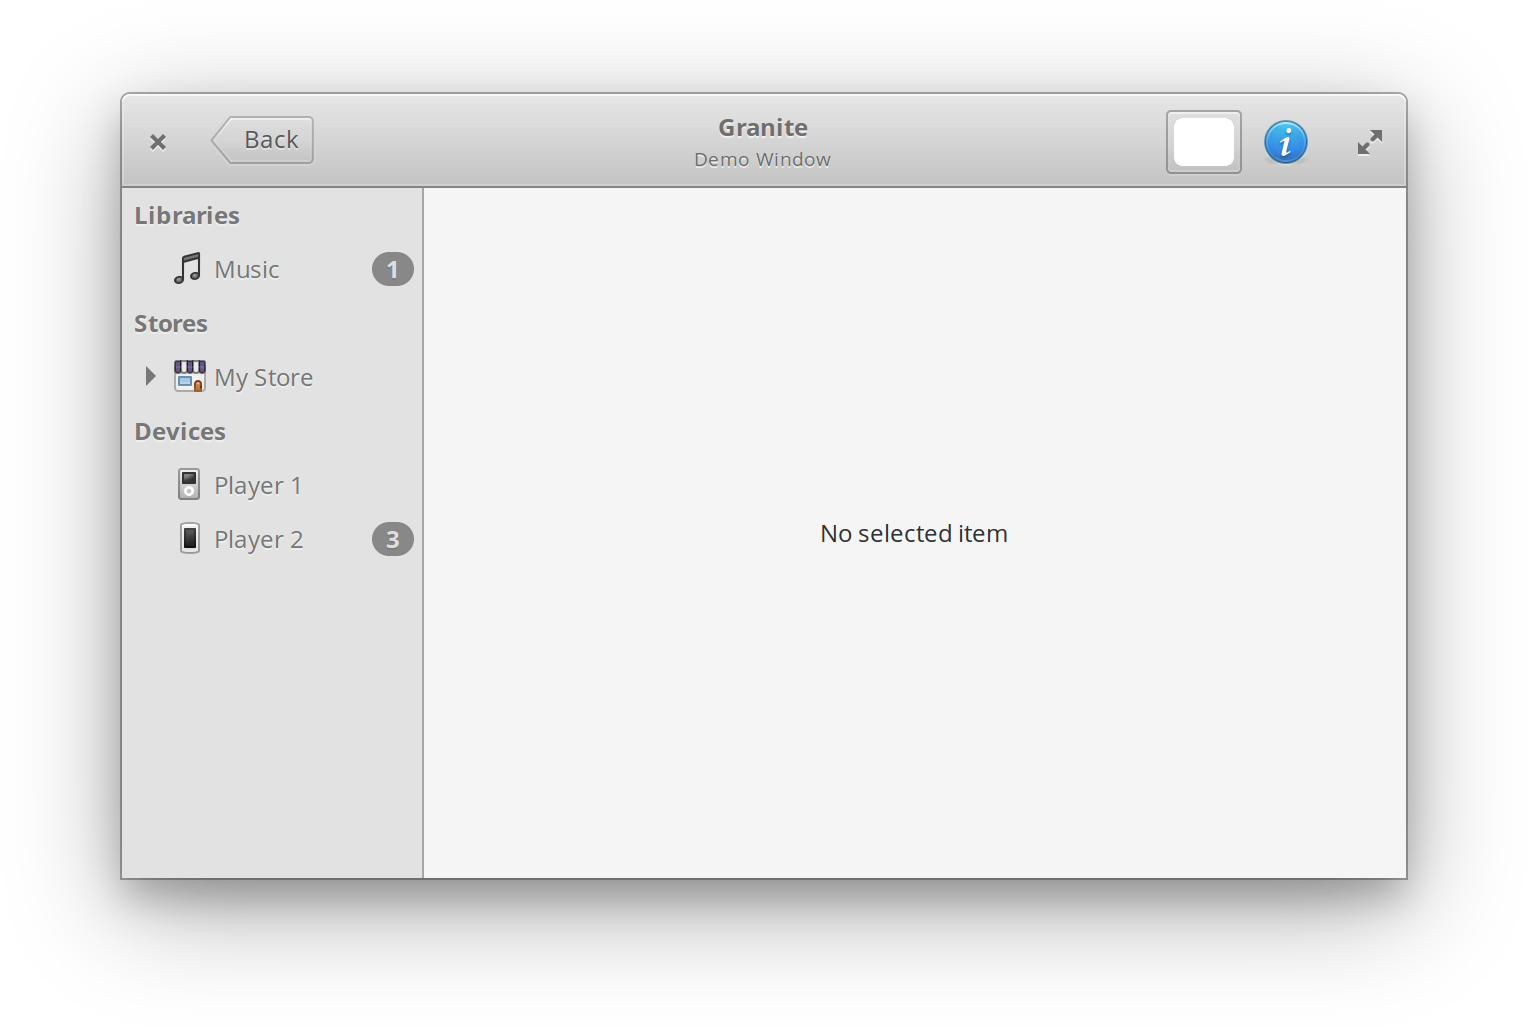 Back
Granite
Demo Window
i
Libraries
Music 1
Stores
My Store
Devices
Player 1
Player 2 3
No selected item